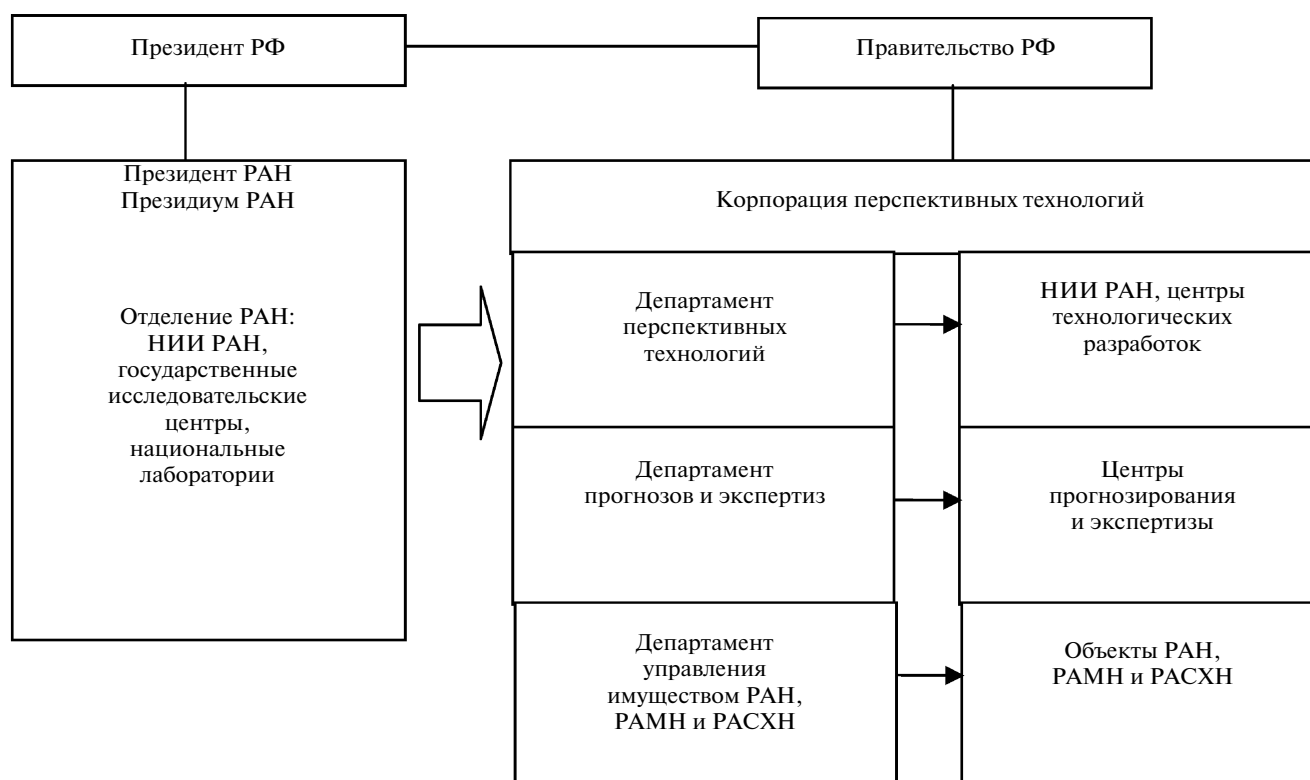 Президент РФ
Правительство РФ
Президент РАН
Президиум РАН
Отделение РАН:
НИИ РАН,
государственные
исследовательские
центры,
национальные
лаборатории
Корпорация перспективных технологий
Департамент
перспективных
технологий
НИИ РАН, центры
технологических
разработок
Департамент
прогнозов и экспертиз
Центры
прогнозирования
и экспертизы
Департамент
управления
имуществом РАН,
РАМН и РАСХН
Объекты РАН,
РАМН и РАСХН